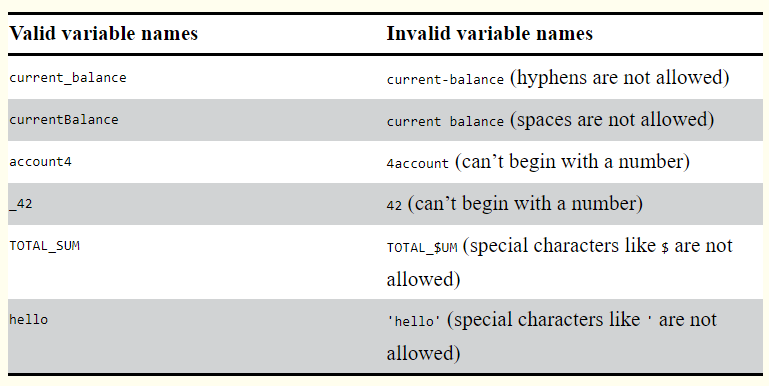 Valid variable names Invalid variable names
current_balance current-balance (hyphens are not allowed)
currentBalance current balance (spaces are not allowed)
account4 4account (can’t begin with a number)
_42 42 (can’t begin with a number)
TOTAL_SUM TOTAL_$UM (special characters like $ are not
allowed)
hello 'hello' (special characters like ' are not
allowed)